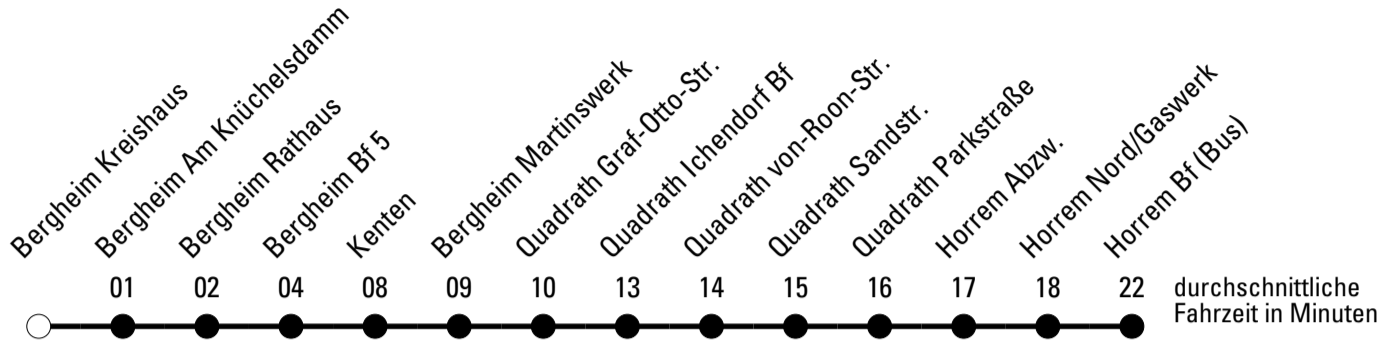 Bergheim Kreishaus
Bergheim Am Knüchelsdamm
Bergheim Rathaus
Bergheim Bf 5
Kenten
Bergheim Martinswerk
Quadrath Graf-Otto-Str.
Quadrath Ichendorf Bf
Quadrath von-Roon-Str.
Quadrath Sandstr.
Quadrath Parkstraße
Horrem Abzw.
Horrem Nord/Gaswerk
Horrem Bf (Bus)
01 02 04 08 09 10 13 14 15 16 17 18 22
durchschnittliche
Fahrzeit in Minuten